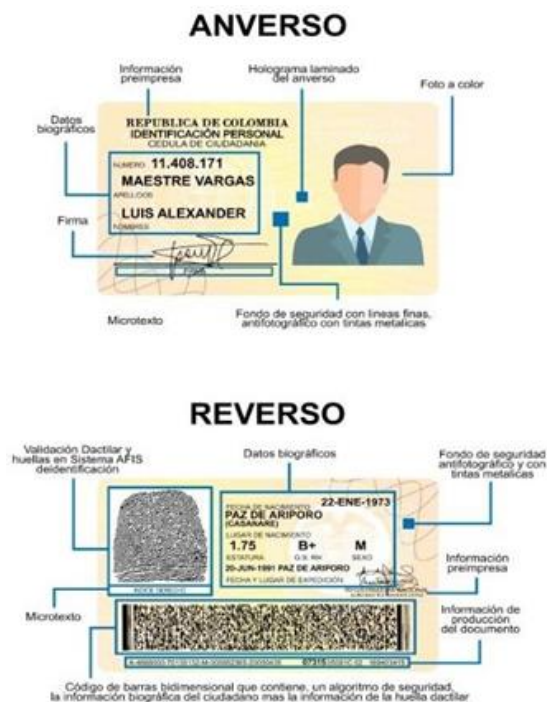 ANVERSO
Información
preimpresa
Holograma laminado
del anverso
Foto a color
Datos
biográficos
REPUBLICA DE COLOMBIA
IDENTIFICACIÓN PERSONAL
CEDULA DE CIUDADANIA
NUMERO 11.408.171
MAESTRE VARGAS
APELLIDOS
LUIS ALEXANDER
NOMBRES
Firma
FIRMA
Microtexto
Fondo de seguridad con lineas finas,
antifotográfico con tintas metalicas
REVERSO
Validación Dactilar y
huellas en Sistema AFIS
deidentificación
Datos biográficos
Fondo de seguridad
antifotográfico y con
tintas metalicas
FECHA DE NACIMIENTO 22-ENE-1973
PAZ DE ARIPORO
(CASANARE)
LUGAR DE NACIMIENTO
1.75 B+ M
ESTATURA G.S. RH SEXO
20-JUN-1991 PAZ DE ARIPORO
FECHA Y LUGAR DE EXPEDICIÓN
INDICE DERECHO
Información
preimpresa
Microtexto
Información de
producción
del documento
Código de barras bidimensional que contiene, un algoritmo de seguridad,
la información biográfica del ciudadano mas la información de la huella dactilar